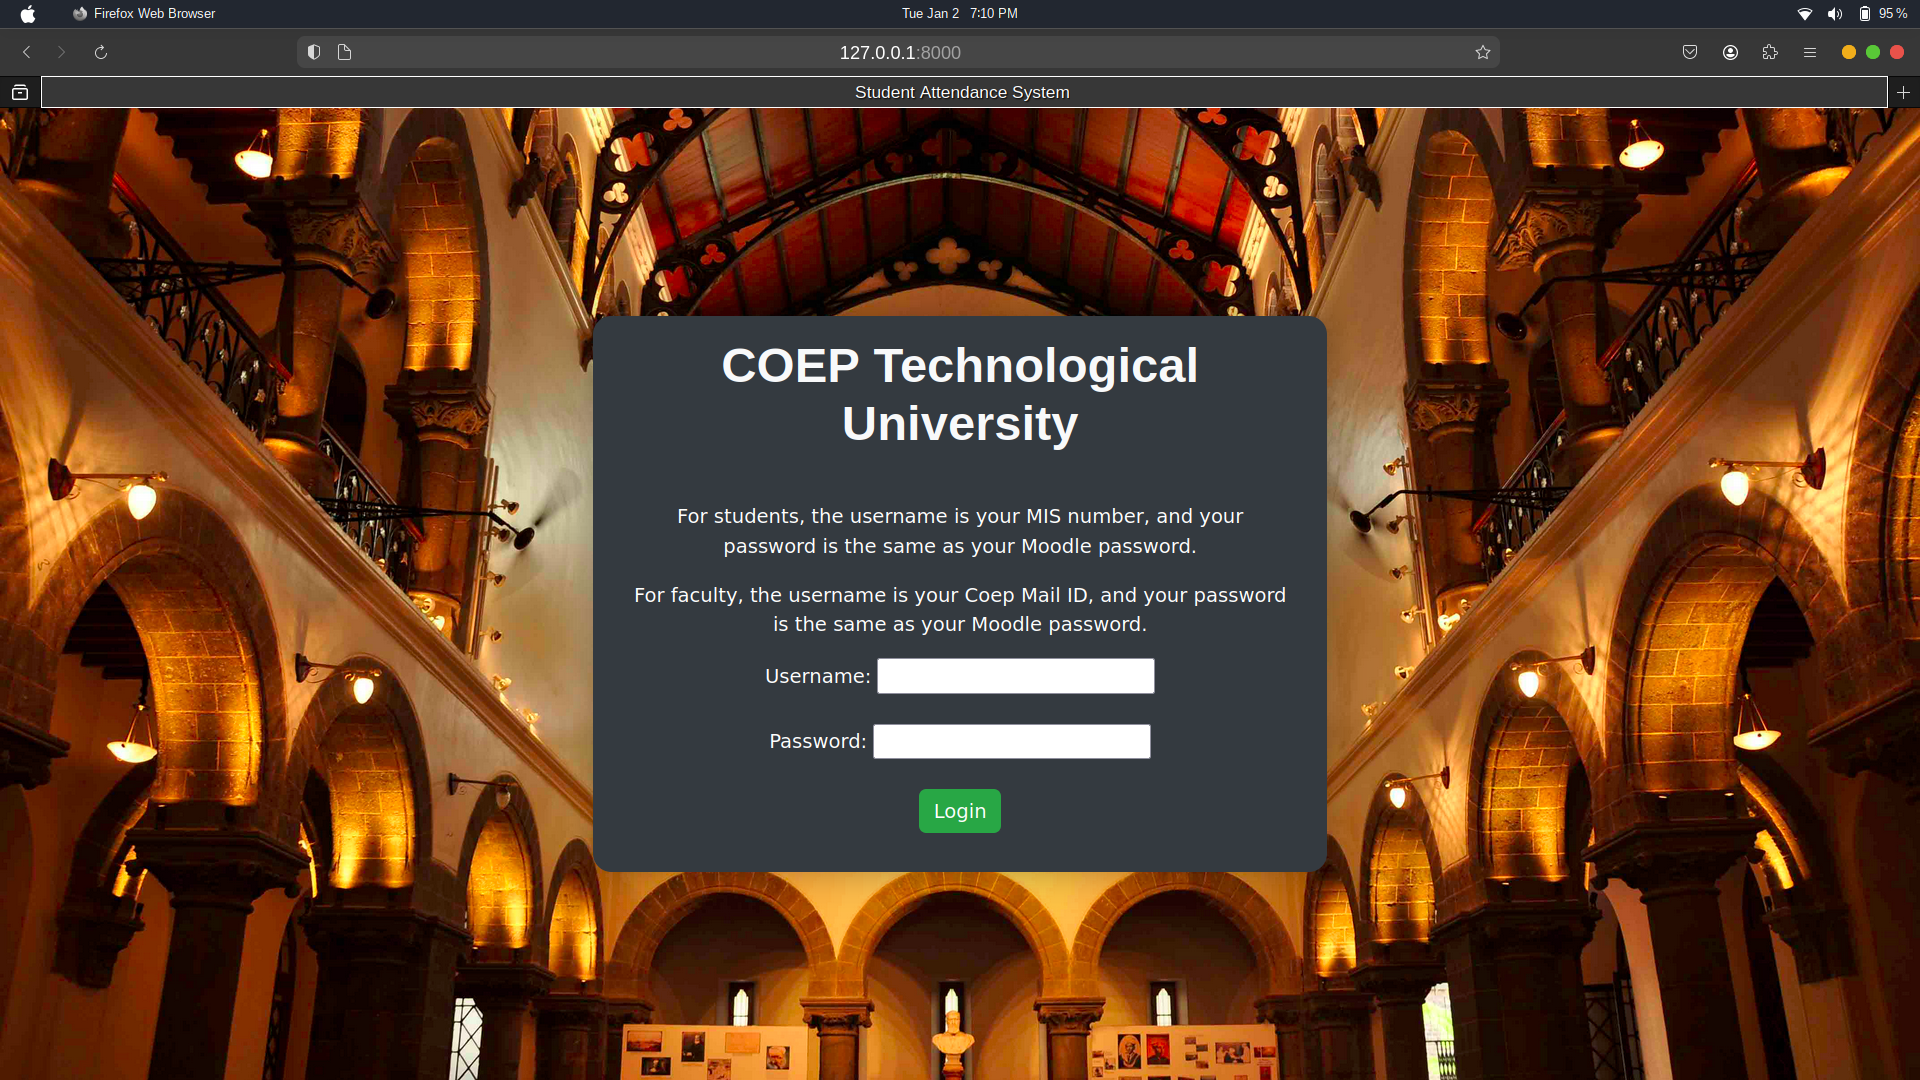 Firefox Web Browser
Tue Jan 2 7:10 PM
95 %
127.0.0.1:8000
Student Attendance System
COEP Technological
University
For students, the username is your MIS number, and your
password is the same as your Moodle password.
For faculty, the username is your Coep Mail ID, and your password
is the same as your Moodle password.
Username:
Password:
Login